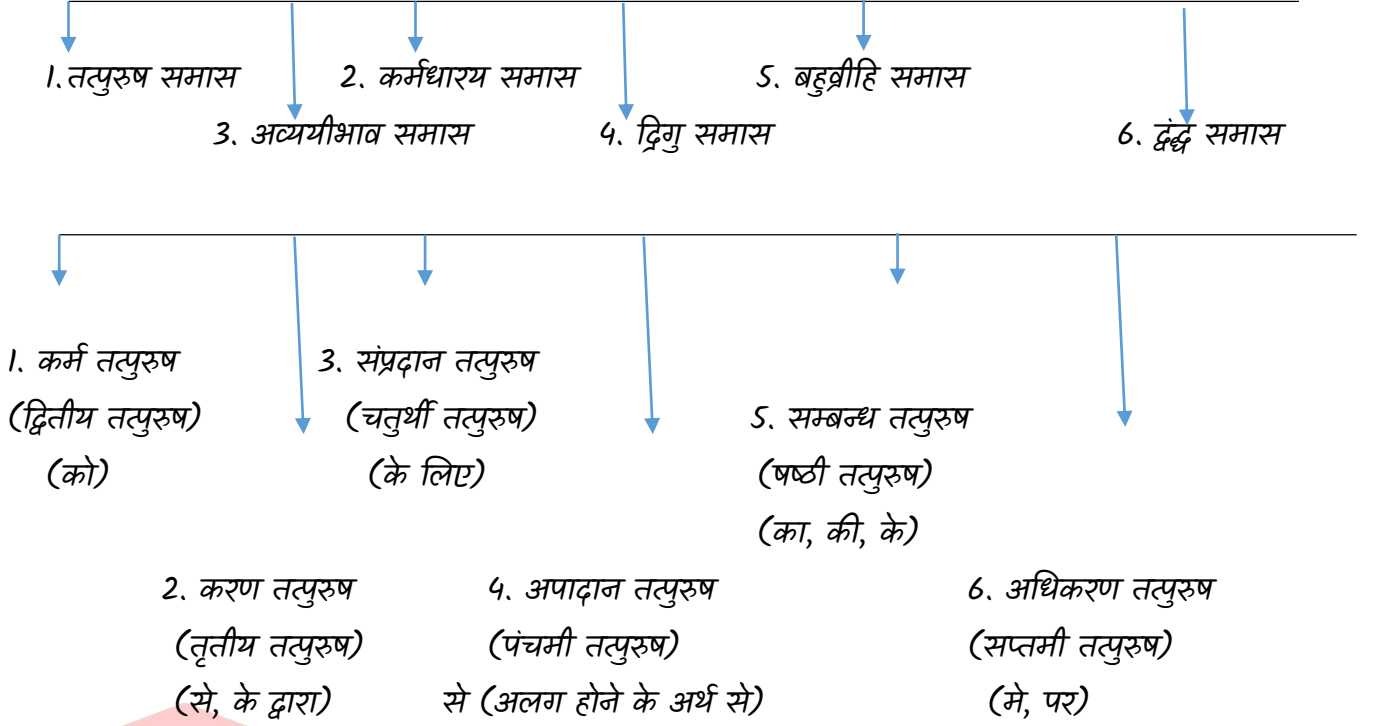 1.तत्पुरुष समास 2. कर्मधारय समास 5. बहुव्रीहि समास
3. अव्ययीभाव समास 4. द्विगु समास 6. द्वंद्व समास
1. कर्म तत्पुरुष 3. संप्रदान तत्पुरुष
(द्वितीय तत्पुरुष) (चतुर्थी तत्पुरुष) 5. सम्बन्ध तत्पुरुष
(को) (के लिए) (षष्ठी तत्पुरुष)
(का, की, के)
2. करण तत्पुरुष 4. अपादान तत्पुरुष 6. अधिकरण तत्पुरुष
(तृतीय तत्पुरुष) (पंचमी तत्पुरुष) (सप्तमी तत्पुरुष)
(से, के द्वारा) से (अलग होने के अर्थ से) (मे, पर)